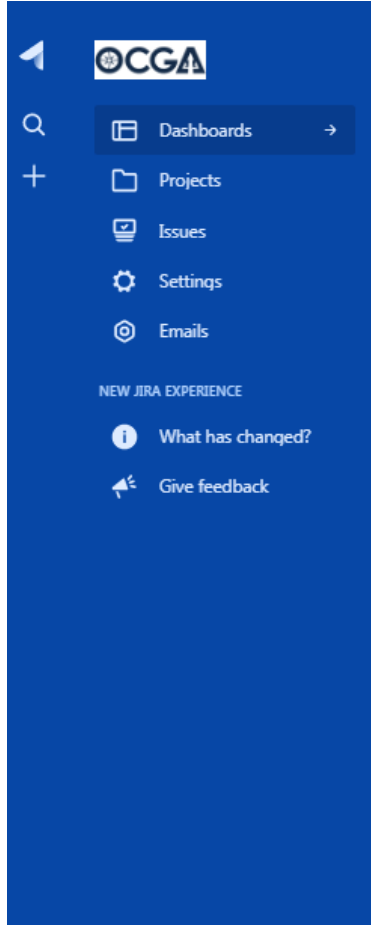 OCGA
Dashboards
Projects
Issues
Settings
Emails
NEW JIRA EXPERIENCE
What has changed?
Give feedback